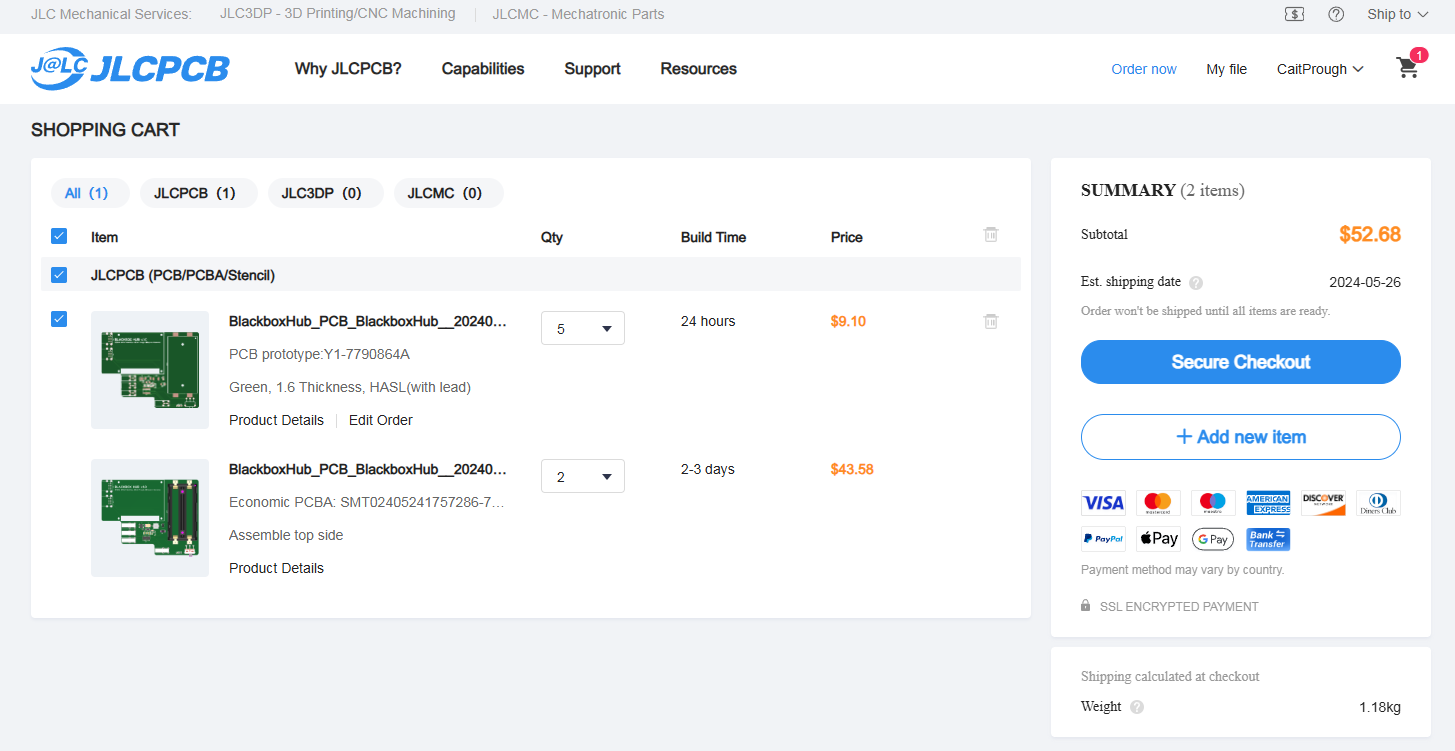 JLC Mechanical Services: JLC3DP - 3D Printing/CNC Machining JLCMC - Mechatronic Parts Ship to
J@LC JLCPCB Why JLCPCB? Capabilities Support Resources Order now My file CaitPrough 1
SHOPPING CART
All (1) JLCPCB (1) JLC3DP (0) JLCMC (0)
Item Qty Build Time Price
JLCPCB (PCB/PCBA/Stencil)
BlackboxHub_PCB_BlackboxHub__20240... 5 24 hours $9.10
PCB prototype:Y1-7790864A
Green, 1.6 Thickness, HASL(with lead)
Product Details Edit Order
BlackboxHub_PCB_BlackboxHub__20240... 2 2-3 days $43.58
Economic PCBA: SMT02405241757286-7...
Assemble top side
Product Details
SUMMARY (2 items)
Subtotal $52.68
Est. shipping date ? 2024-05-26
Order won't be shipped until all items are ready.
Secure Checkout
+ Add new item
VISA mastercard maestro AMERICAN EXPRESS DISCOVER NETWORK Diners Club
PayPal Pay G Pay Bank Transfer
Payment method may vary by country.
SSL ENCRYPTED PAYMENT
Shipping calculated at checkout
Weight ? 1.18kg